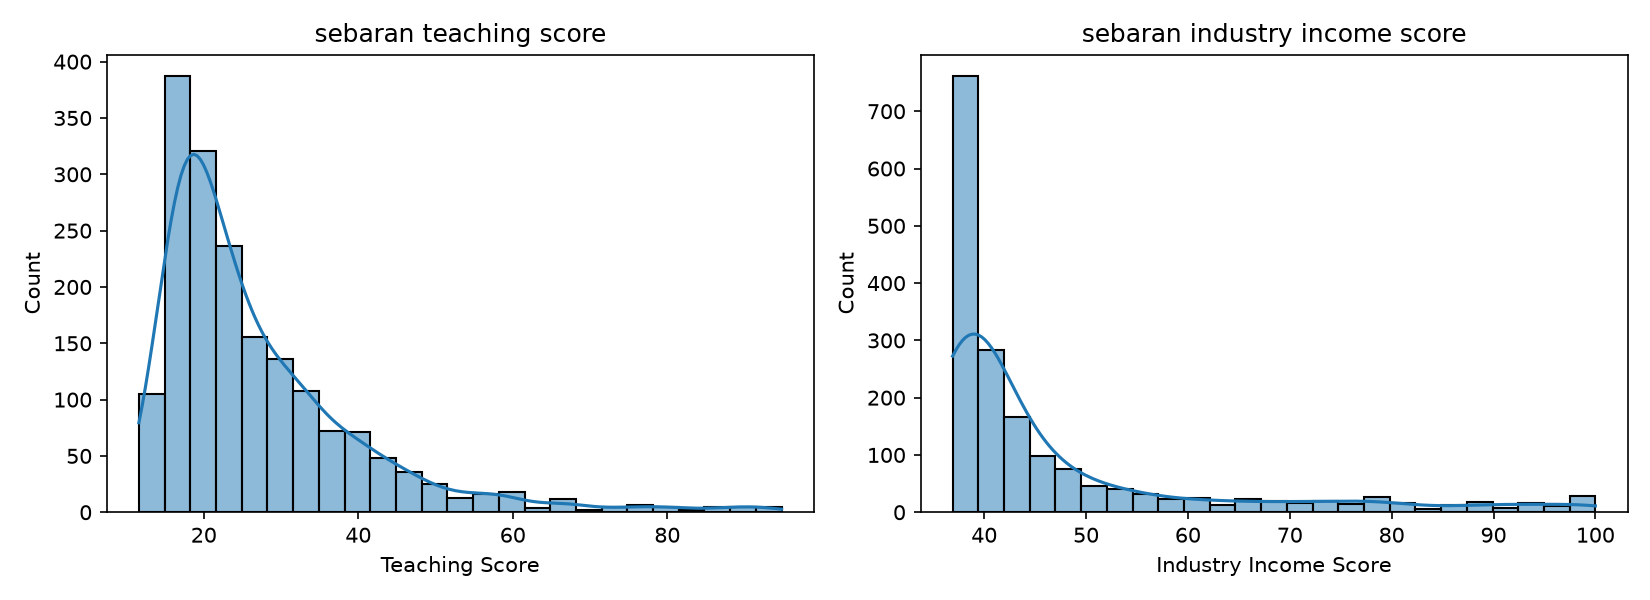 sebaran teaching score
400
350
300
250
200
150
100
50
0
Count
20 40 60 80
Teaching Score
sebaran industry income score
700
600
500
400
300
200
100
0
Count
40 50 60 70 80 90 100
Industry Income Score